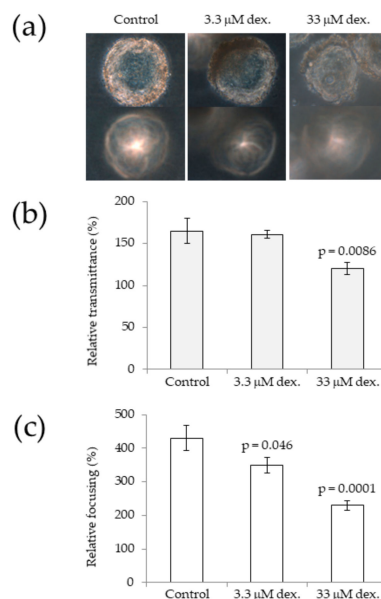 (a)
Control 3.3 μM dex. 33 μM dex.
(b)
Relative transmittance (%)
200
150
100
50
0
p = 0.0086
Control 3.3 μM dex. 33 μM dex.
(c)
Relative focusing (%)
500
400
300
200
100
0
p = 0.046
p = 0.0001
Control 3.3 μM dex. 33 μM dex.